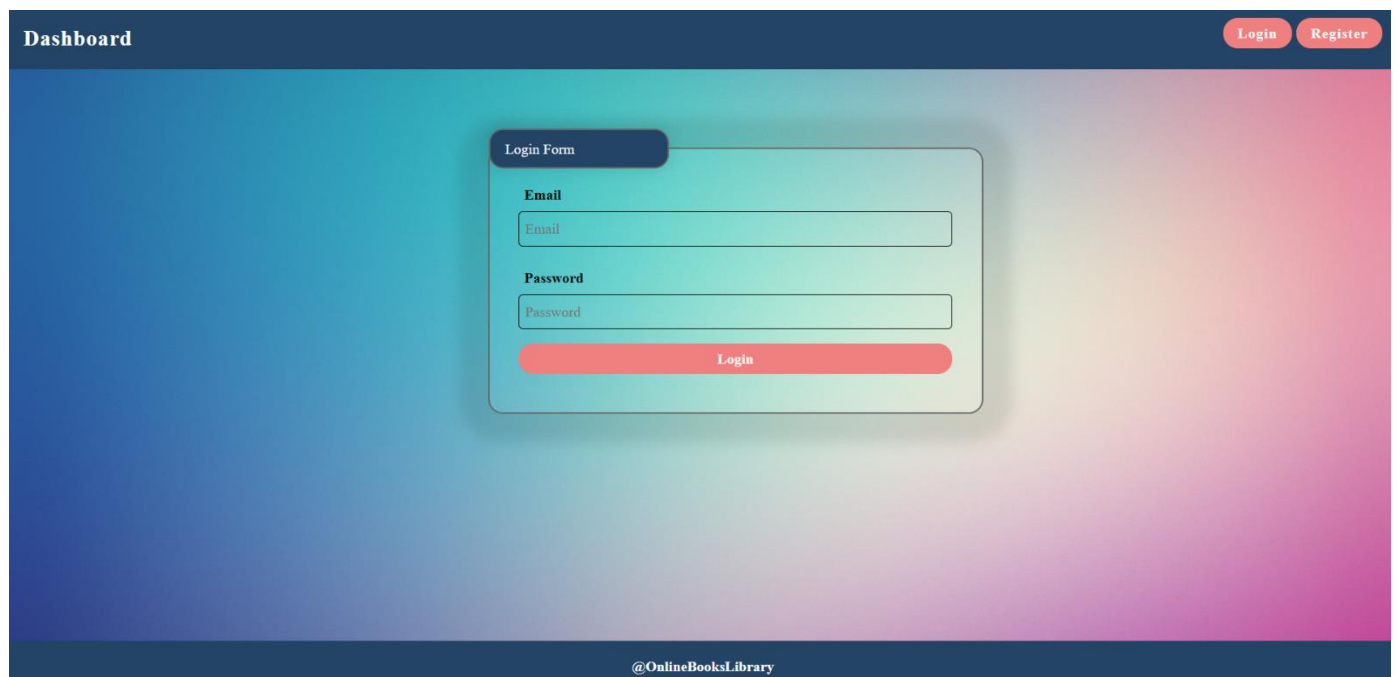 Dashboard
Login Register
Login Form
Email
Email
Password
Password
Login
@OnlineBooksLibrary